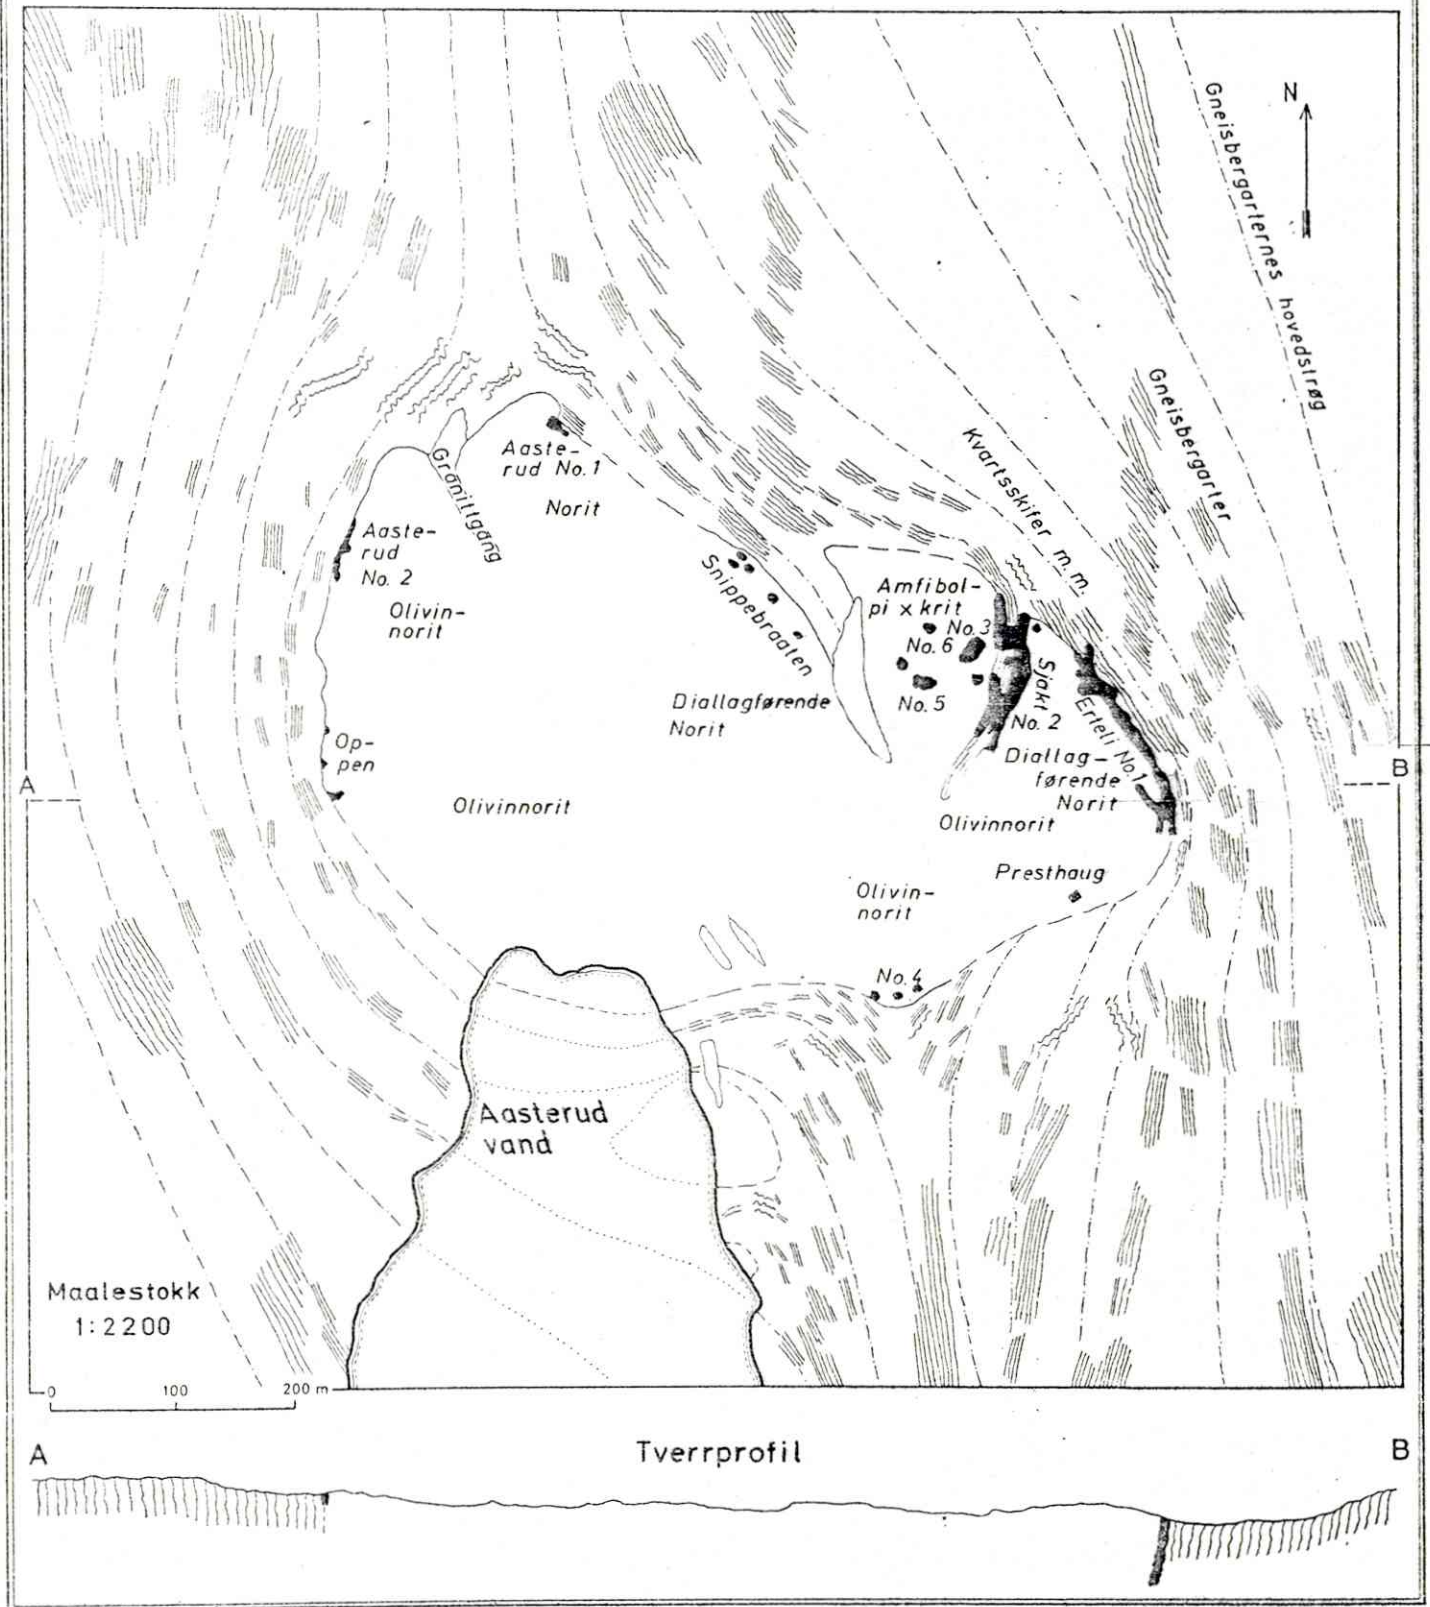 N
Gneisbergarternes hovedstrøg
Gneisbergarter
Kvartsskifer m.m.
Aaste-
rud No. 1
Granittgang
Norit
Aaste-
rud
No. 2
Olivin-
norit
Snippebraaten
Amfibol-
pi x krit
No. 3
No. 6
No. 5
Sjakt
No. 2
Erteli No. 1
Diallagførende
Norit
Diallag-
førende
Norit
Op-
pen
A
B
Olivinnorit
Olivinnorit
Presthaug
Olivin-
norit
No. 4
Aasterud
vand
Maalestokk
1:2200
0 100 200 m
A
Tverrprofil
B